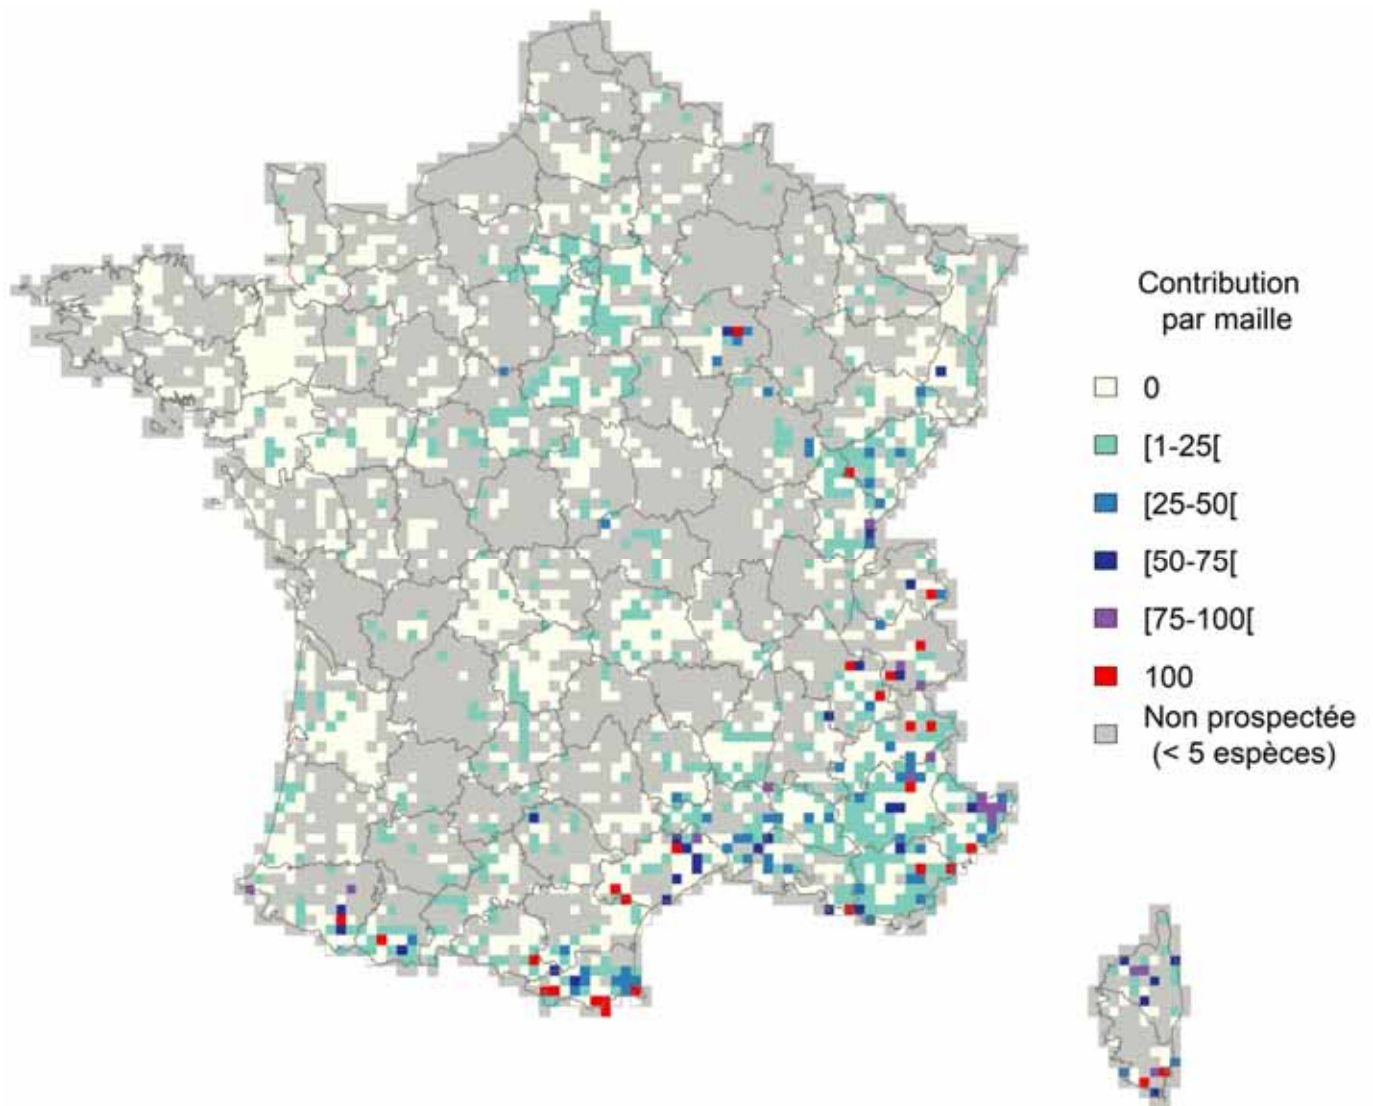 Contribution
par maille
0
[1-25[
[25-50[
[50-75[
[75-100[
100
Non prospectée
(< 5 espèces)